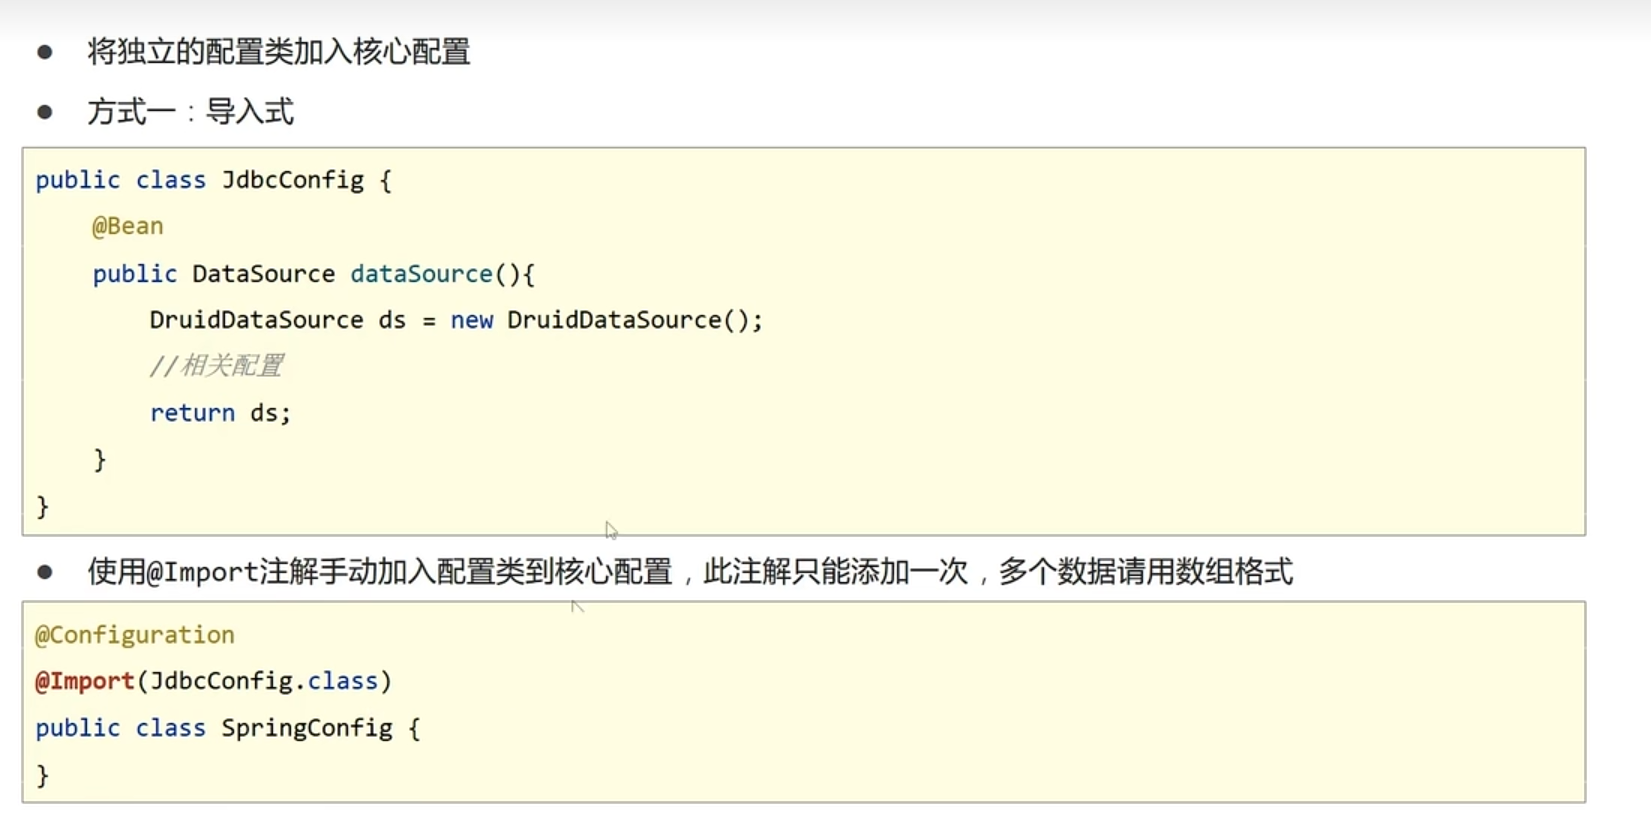 ● 将独立的配置类加入核心配置
● 方式一：导入式
public class JdbcConfig {
    @Bean
    public DataSource dataSource(){
        DruidDataSource ds = new DruidDataSource();
        //相关配置
        return ds;
    }
}
● 使用@Import注解手动加入配置类到核心配置，此注解只能添加一次，多个数据请用数组格式
@Configuration
@Import(JdbcConfig.class)
public class SpringConfig {
}